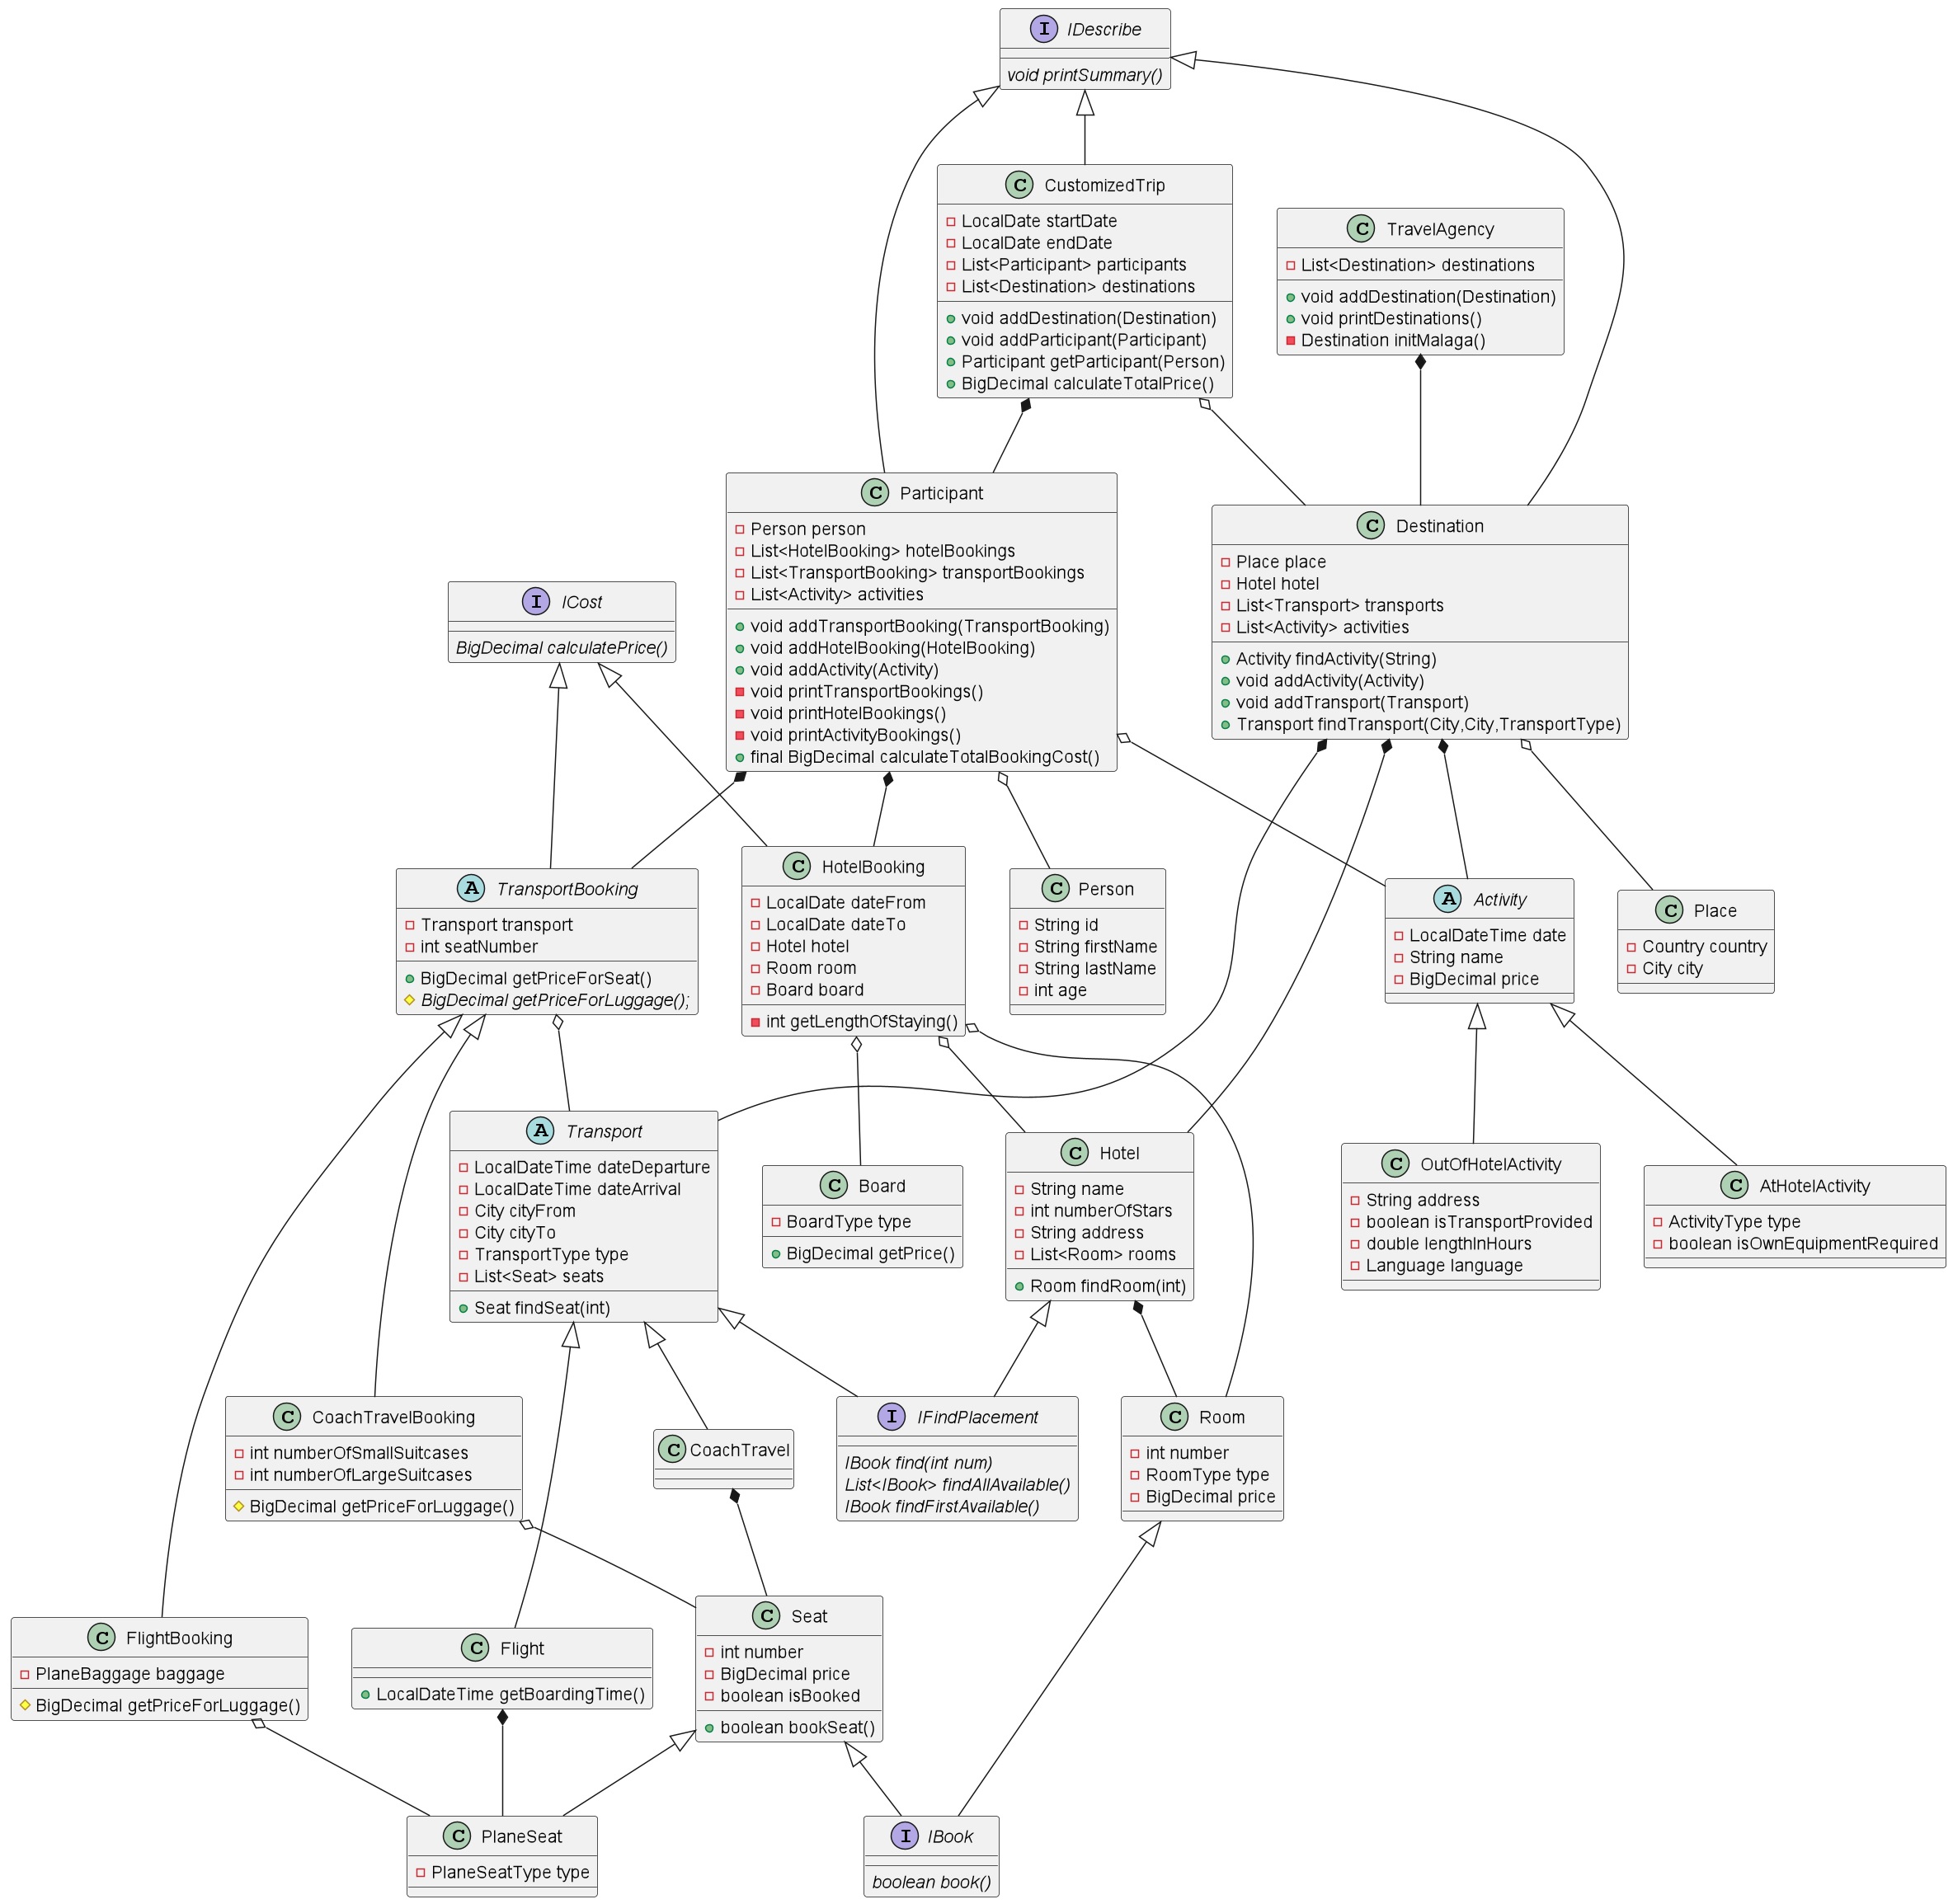 I IDescribe
void printSummary()
C CustomizedTrip
LocalDate startDate
LocalDate endDate
List<Participant> participants
List<Destination> destinations
void addDestination(Destination)
void addParticipant(Participant)
Participant getParticipant(Person)
BigDecimal calculateTotalPrice()
C TravelAgency
List<Destination> destinations
void addDestination(Destination)
void printDestinations()
Destination initMalaga()
C Participant
Person person
List<HotelBooking> hotelBookings
List<TransportBooking> transportBookings
List<Activity> activities
void addTransportBooking(TransportBooking)
void addHotelBooking(HotelBooking)
void addActivity(Activity)
void printTransportBookings()
void printHotelBookings()
void printActivityBookings()
final BigDecimal calculateTotalBookingCost()
C Destination
Place place
Hotel hotel
List<Transport> transports
List<Activity> activities
Activity findActivity(String)
void addActivity(Activity)
void addTransport(Transport)
Transport findTransport(City,City,TransportType)
I ICost
BigDecimal calculatePrice()
A TransportBooking
Transport transport
int seatNumber
BigDecimal getPriceForSeat()
BigDecimal getPriceForLuggage();
C HotelBooking
LocalDate dateFrom
LocalDate dateTo
Hotel hotel
Room room
Board board
int getLengthOfStaying()
C Person
String id
String firstName
String lastName
int age
A Activity
LocalDateTime date
String name
BigDecimal price
C Place
Country country
City city
A Transport
LocalDateTime dateDeparture
LocalDateTime dateArrival
City cityFrom
City cityTo
TransportType type
List<Seat> seats
Seat findSeat(int)
C Board
BoardType type
BigDecimal getPrice()
C Hotel
String name
int numberOfStars
String address
List<Room> rooms
Room findRoom(int)
C OutOfHotelActivity
String address
boolean isTransportProvided
double lengthInHours
Language language
C AtHotelActivity
ActivityType type
boolean isOwnEquipmentRequired
C CoachTravelBooking
int numberOfSmallSuitcases
int numberOfLargeSuitcases
BigDecimal getPriceForLuggage()
C CoachTravel
I IFindPlacement
IBook find(int num)
List<IBook> findAllAvailable()
IBook findFirstAvailable()
C Room
int number
RoomType type
BigDecimal price
C FlightBooking
PlaneBaggage baggage
BigDecimal getPriceForLuggage()
C Flight
LocalDateTime getBoardingTime()
C Seat
int number
BigDecimal price
boolean isBooked
boolean bookSeat()
C PlaneSeat
PlaneSeatType type
I IBook
boolean book()